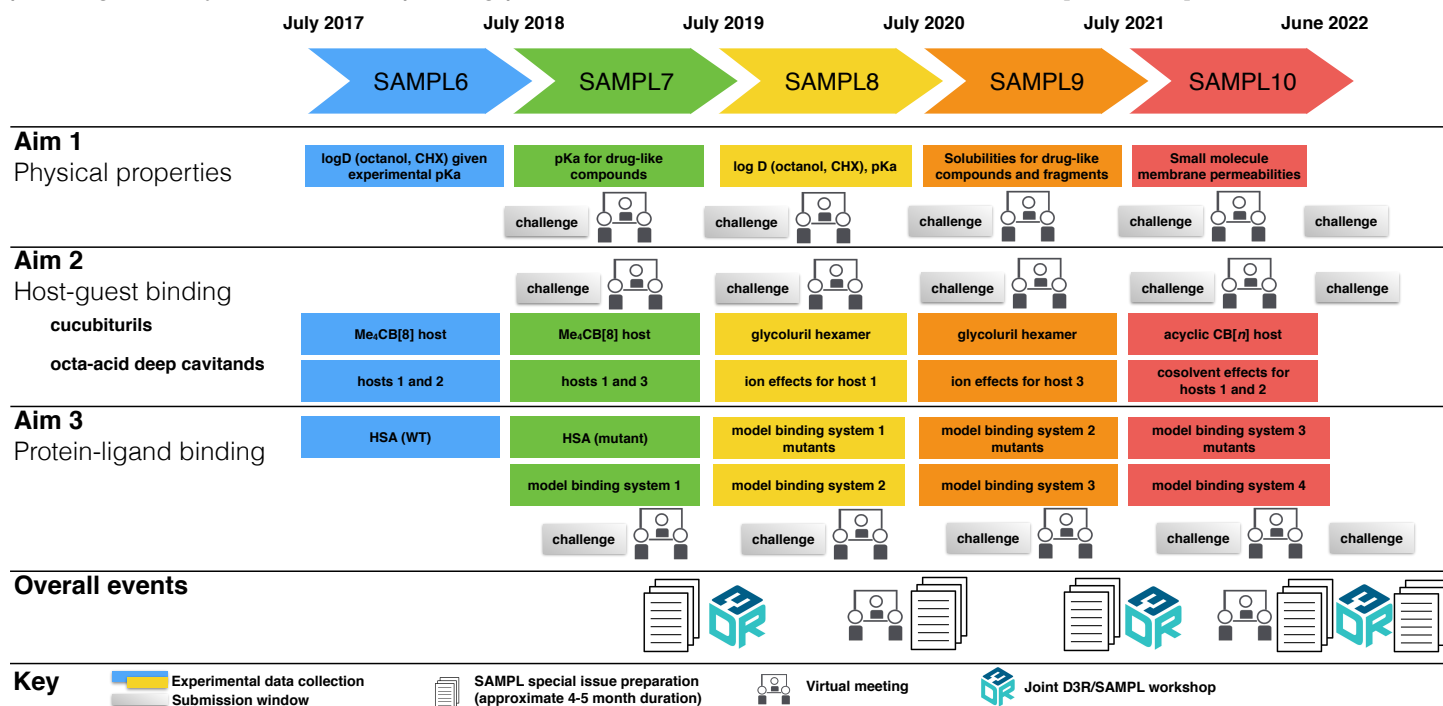 July 2017 July 2018 July 2019 July 2020 July 2021 June 2022
SAMPL6 SAMPL7 SAMPL8 SAMPL9 SAMPL10
Aim 1
Physical properties
logD (octanol, CHX) given
experimental pKa
pKa for drug-like
compounds
log D (octanol, CHX), pKa
Solubilities for drug-like
compounds and fragments
Small molecule
membrane permeabilities
challenge challenge challenge challenge challenge
Aim 2
Host-guest binding
challenge challenge challenge challenge challenge
cucubiturils
Me₄CB[8] host Me₄CB[8] host glycoluril hexamer glycoluril hexamer acyclic CB[n] host
octa-acid deep cavitands
hosts 1 and 2 hosts 1 and 3 ion effects for host 1 ion effects for host 3
cosolvent effects for
hosts 1 and 2
Aim 3
Protein-ligand binding
HSA (WT) HSA (mutant)
model binding system 1
mutants
model binding system 2
mutants
model binding system 3
mutants
model binding system 1 model binding system 2 model binding system 3 model binding system 4
challenge challenge challenge challenge challenge
Overall events
D3R D3R D3R
Key
Experimental data collection
Submission window
SAMPL special issue preparation
(approximate 4-5 month duration)
Virtual meeting
D3R
Joint D3R/SAMPL workshop